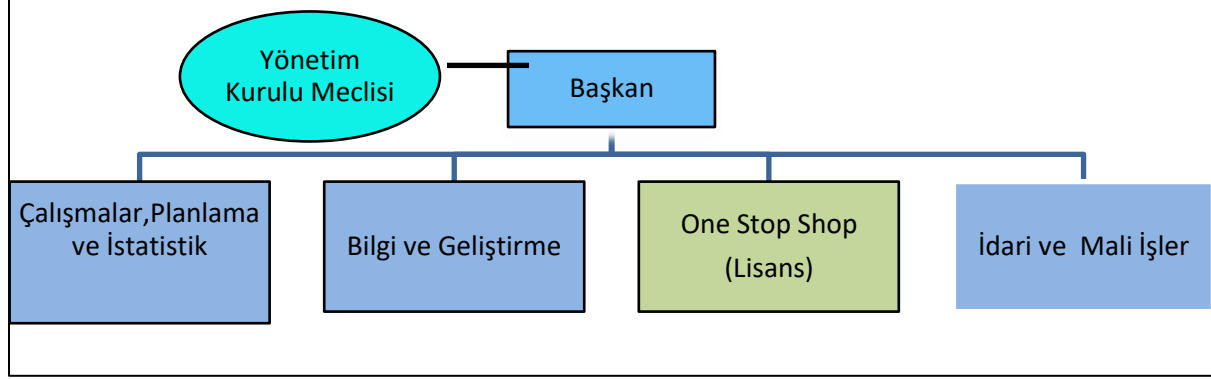 Yönetim
Kurulu Meclisi
Başkan
Çalışmalar,Planlama
ve İstatistik
Bilgi ve Geliştirme
One Stop Shop
(Lisans)
İdari ve Mali İşler